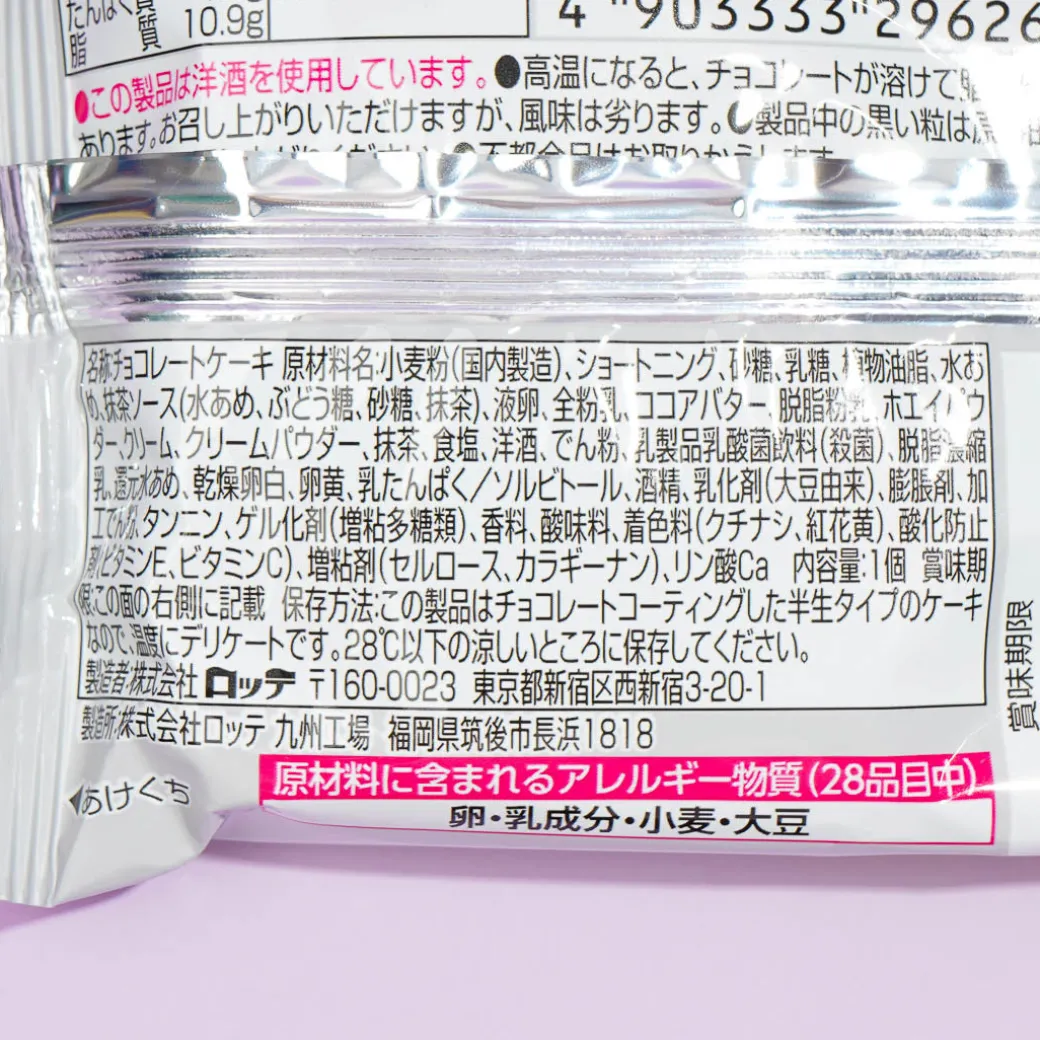 たんぱく質
脂 質 10.9g
4 903333 29626
●この製品は洋酒を使用しています。●高温になると、チョコレートが溶けて
あります。お召し上がりいただけますが、風味は劣ります。●製品中の黒い粒は
名称:チョコレートケーキ 原材料名:小麦粉(国内製造)、ショートニング、砂糖、乳糖、植物油脂、水あ
め、抹茶ソース(水あめ、ぶどう糖、砂糖、抹茶)、液卵、全粉乳、ココアバター、脱脂粉乳、ホエイパウ
ダー、クリーム、クリームパウダー、抹茶、食塩、洋酒、でん粉、乳製品乳酸菌飲料(殺菌)、脱脂濃縮
乳、還元水あめ、乾燥卵白、卵黄、乳たんぱく/ソルビトール、酒精、乳化剤(大豆由来)、膨脹剤、加
工でん粉、タンニン、ゲル化剤(増粘多糖類)、香料、酸味料、着色料(クチナシ、紅花黄)、酸化防止
剤(ビタミンE、ビタミンC)、増粘剤(セルロース、カラギーナン)、リン酸Ca 内容量:1個 賞味期
限:この面の右側に記載 保存方法:この製品はチョコレートコーティングした半生タイプのケーキ
なので、温度にデリケートです。28℃以下の涼しいところに保存してください。
製造者:株式会社 ロッテ 〒160-0023 東京都新宿区西新宿3-20-1
製造所:株式会社ロッテ 九州工場 福岡県筑後市長浜1818
賞味期限
◀あけくち
原材料に含まれるアレルギー物質(28品目中)
卵・乳成分・小麦・大豆